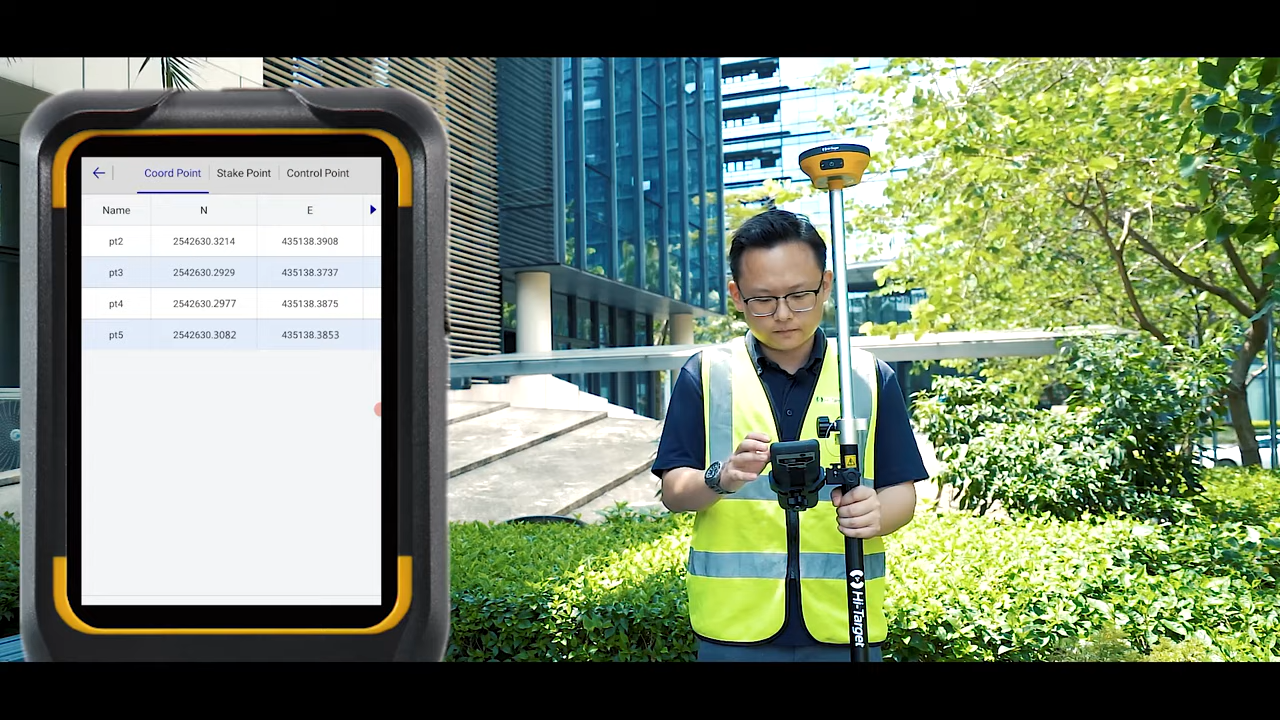 Coord Point Stake Point Control Point
Name N E
pt2 2542630.3214 435138.3908
pt3 2542630.2929 435138.3737
pt4 2542630.2977 435138.3875
pt5 2542630.3082 435138.3853
Hi-Target